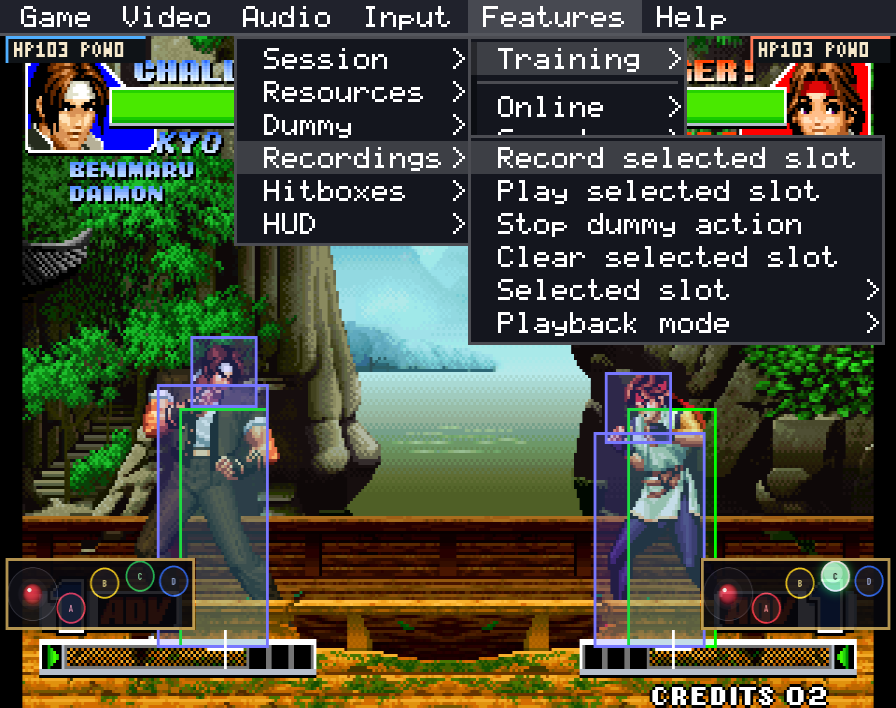 Game Video Audio Input Features Help
HP103 POW0
HP103 POW0
KYO
BENIMARU
DAIMON
Session >
Resources >
Dummy >
Recordings >
Hitboxes >
HUD >
Training >
Online >
Record selected slot
Play selected slot
Stop dummy action
Clear selected slot
Selected slot >
Playback mode >
A B C D
A B C D
ADV
CREDITS 02